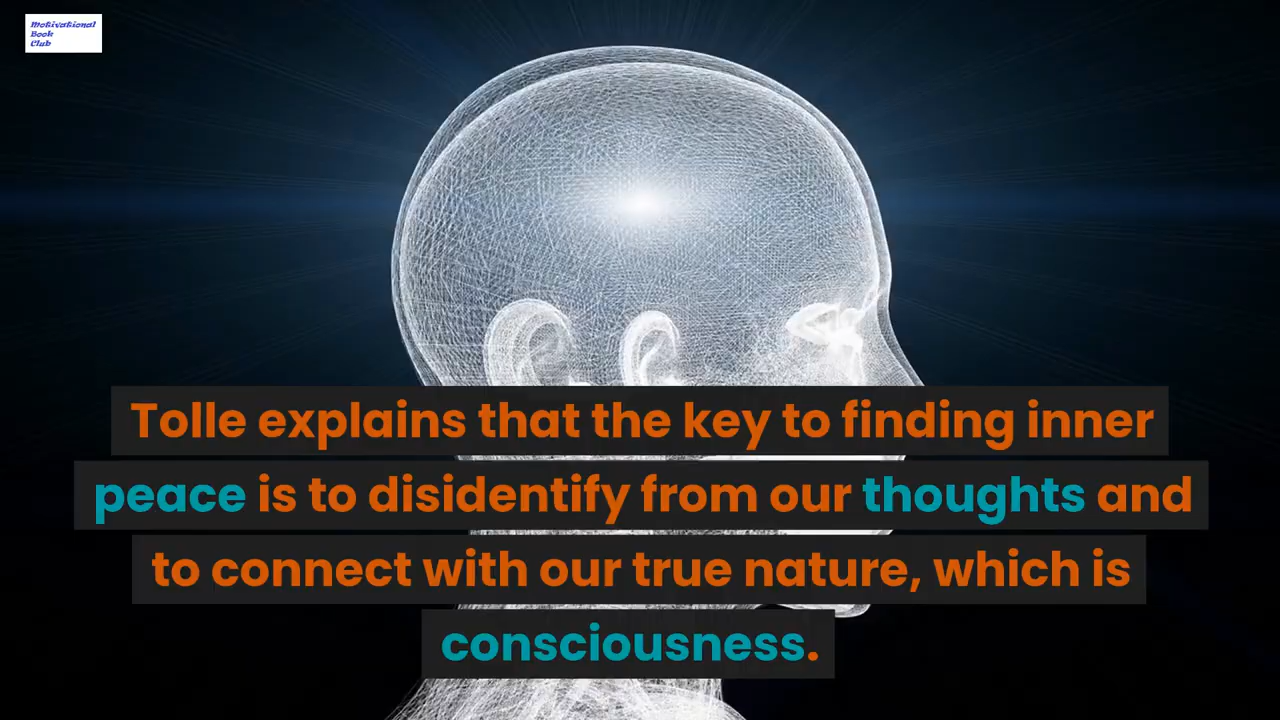 Motivational
Book
Club
Tolle explains that the key to finding inner
peace is to disidentify from our thoughts and
to connect with our true nature, which is
consciousness.